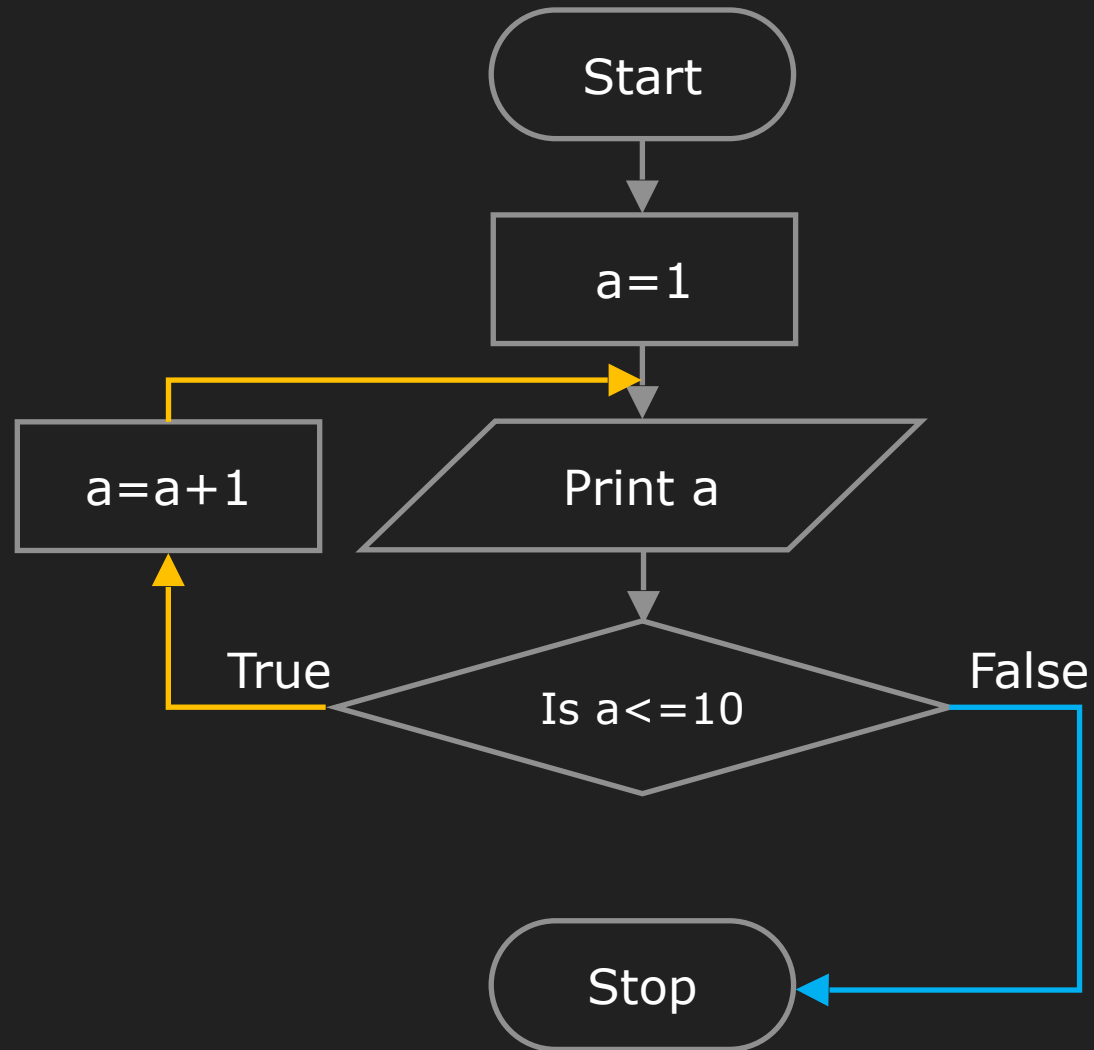 Start
a=1
a=a+1
Print a
True
False
Is a<=10
Stop